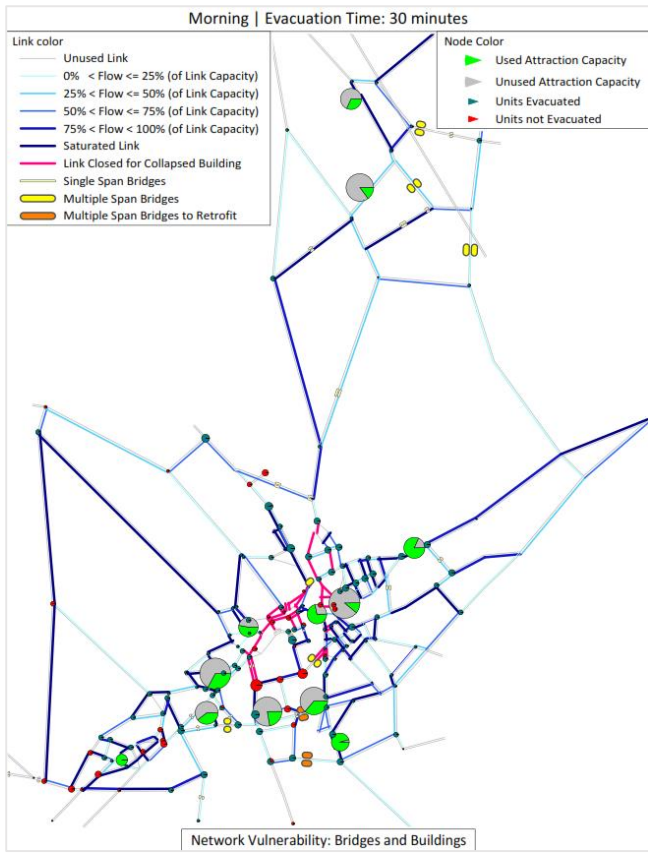 Morning | Evacuation Time: 30 minutes
Link color
Unused Link
0% < Flow <= 25% (of Link Capacity)
25% < Flow <= 50% (of Link Capacity)
50% < Flow <= 75% (of Link Capacity)
75% < Flow < 100% (of Link Capacity)
Saturated Link
Link Closed for Collapsed Building
Single Span Bridges
Multiple Span Bridges
Multiple Span Bridges to Retrofit
Node Color
Used Attraction Capacity
Unused Attraction Capacity
Units Evacuated
Units not Evacuated
Network Vulnerability: Bridges and Buildings